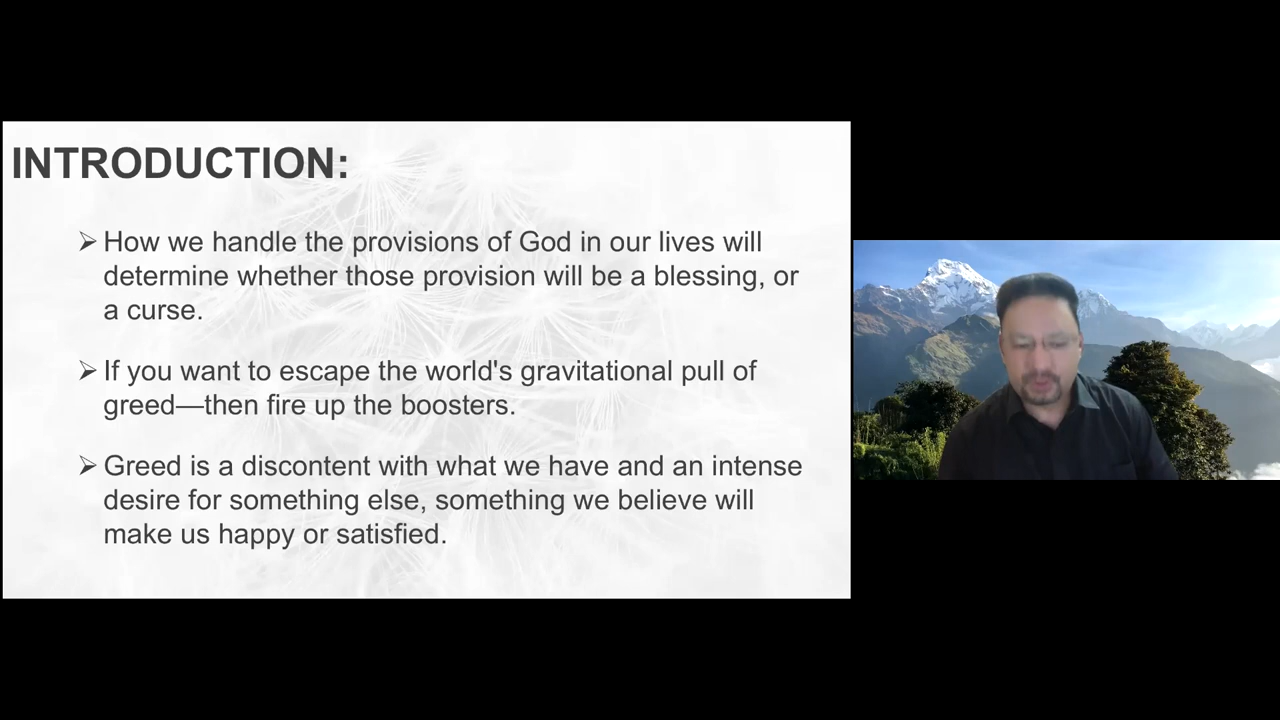 INTRODUCTION:
➢How we handle the provisions of God in our lives will
determine whether those provision will be a blessing, or
a curse.
➢If you want to escape the world's gravitational pull of
greed—then fire up the boosters.
➢Greed is a discontent with what we have and an intense
desire for something else, something we believe will
make us happy or satisfied.